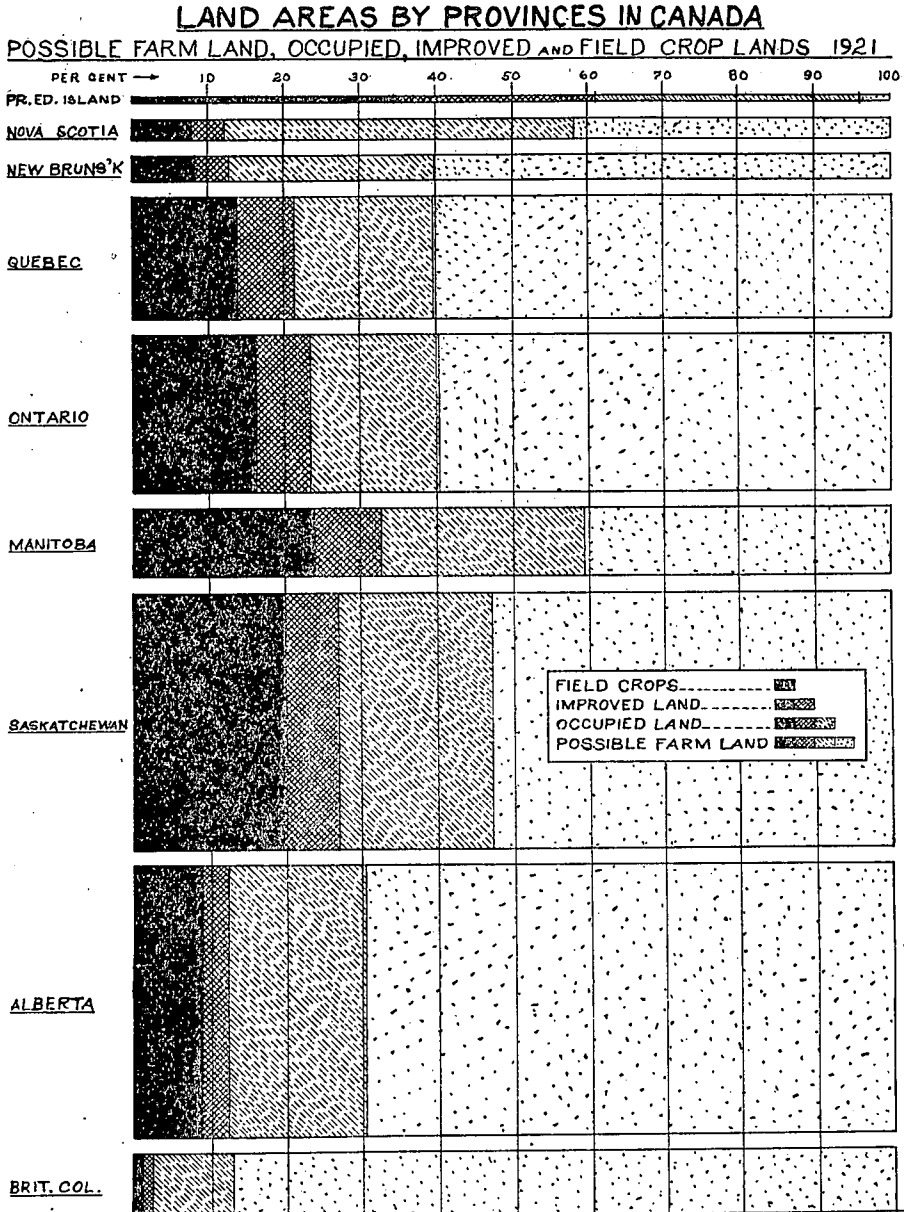 LAND AREAS BY PROVINCES IN CANADA
POSSIBLE FARM LAND, OCCUPIED, IMPROVED AND FIELD CROP LANDS 1921
PER CENT → 10 20 30 40 50 60 70 80 90 100
PR. ED. ISLAND
NOVA SCOTIA
NEW BRUNS'K
QUEBEC
ONTARIO
MANITOBA
SASKATCHEWAN
FIELD CROPS
IMPROVED LAND
OCCUPIED LAND
POSSIBLE FARM LAND
ALBERTA
BRIT. COL.